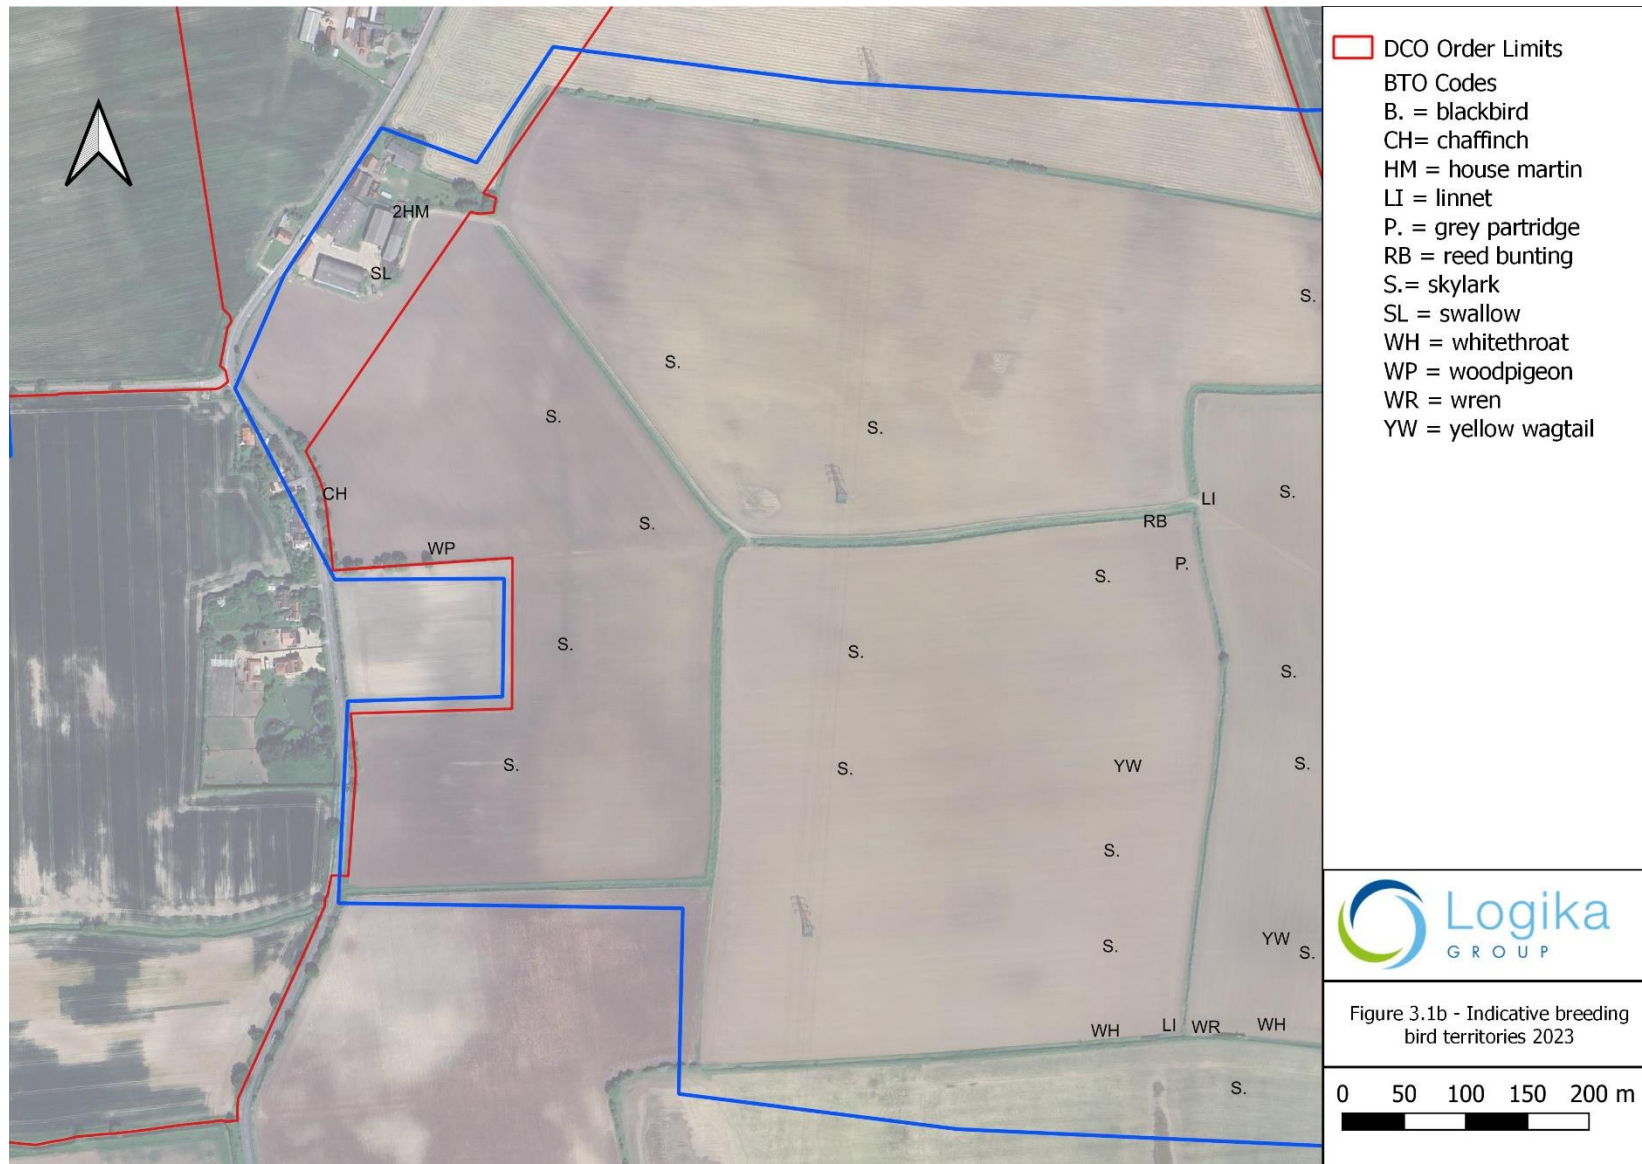 DCO Order Limits
BTO Codes
B. = blackbird
CH= chaffinch
HM = house martin
LI = linnet
P. = grey partridge
RB = reed bunting
S.= skylark
SL = swallow
WH = whitethroat
WP = woodpigeon
WR = wren
YW = yellow wagtail
2HM
SL
S.
S.
S.
S.
CH
S.
LI
RB
S.
WP
P.
S.
S.
S.
S.
S.
S.
YW
S.
S.
YW
S.
S.
WH
LI
WR
WH
S.
Logika
GROUP
Figure 3.1b - Indicative breeding
bird territories 2023
0 50 100 150 200 m